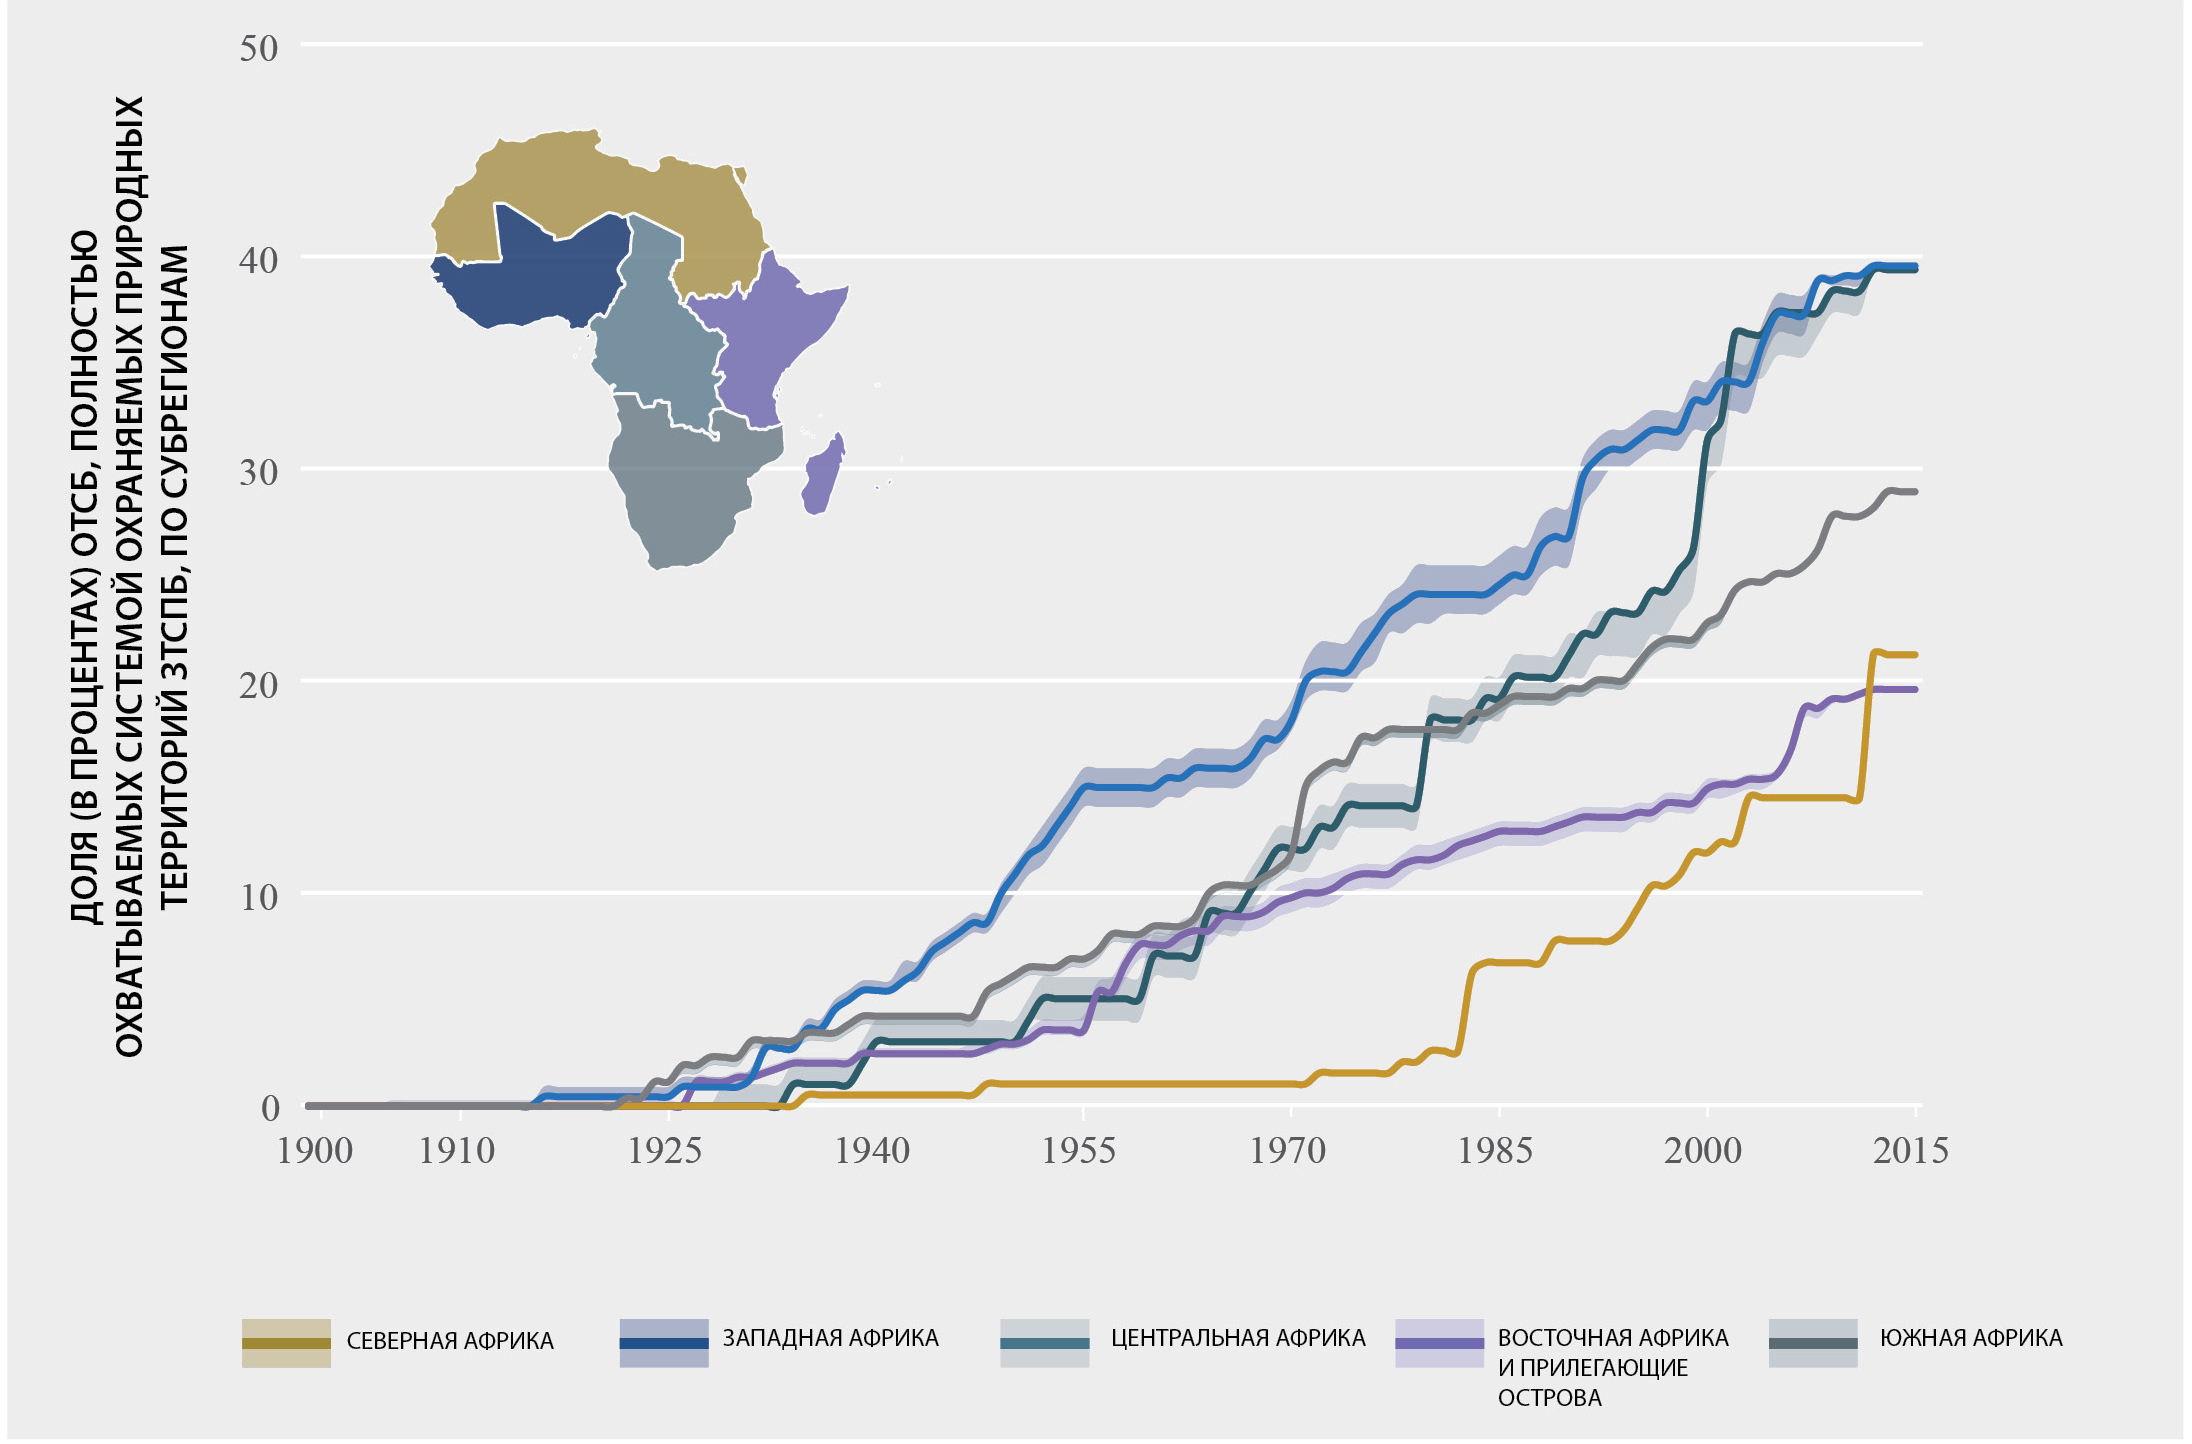 ДОЛЯ (В ПРОЦЕНТАХ) ОТСБ, ПОЛНОСТЬЮ
ОХВАТЫВАЕМЫХ СИСТЕМОЙ ОХРАНЯЕМЫХ ПРИРОДНЫХ
ТЕРРИТОРИЙ ЗТСПБ, ПО СУБРЕГИОНАМ
50
40
30
20
10
0
1900 1910 1925 1940 1955 1970 1985 2000 2015
СЕВЕРНАЯ АФРИКА
ЗАПАДНАЯ АФРИКА
ЦЕНТРАЛЬНАЯ АФРИКА
ВОСТОЧНАЯ АФРИКА
И ПРИЛЕГАЮЩИЕ
ОСТРОВА
ЮЖНАЯ АФРИКА